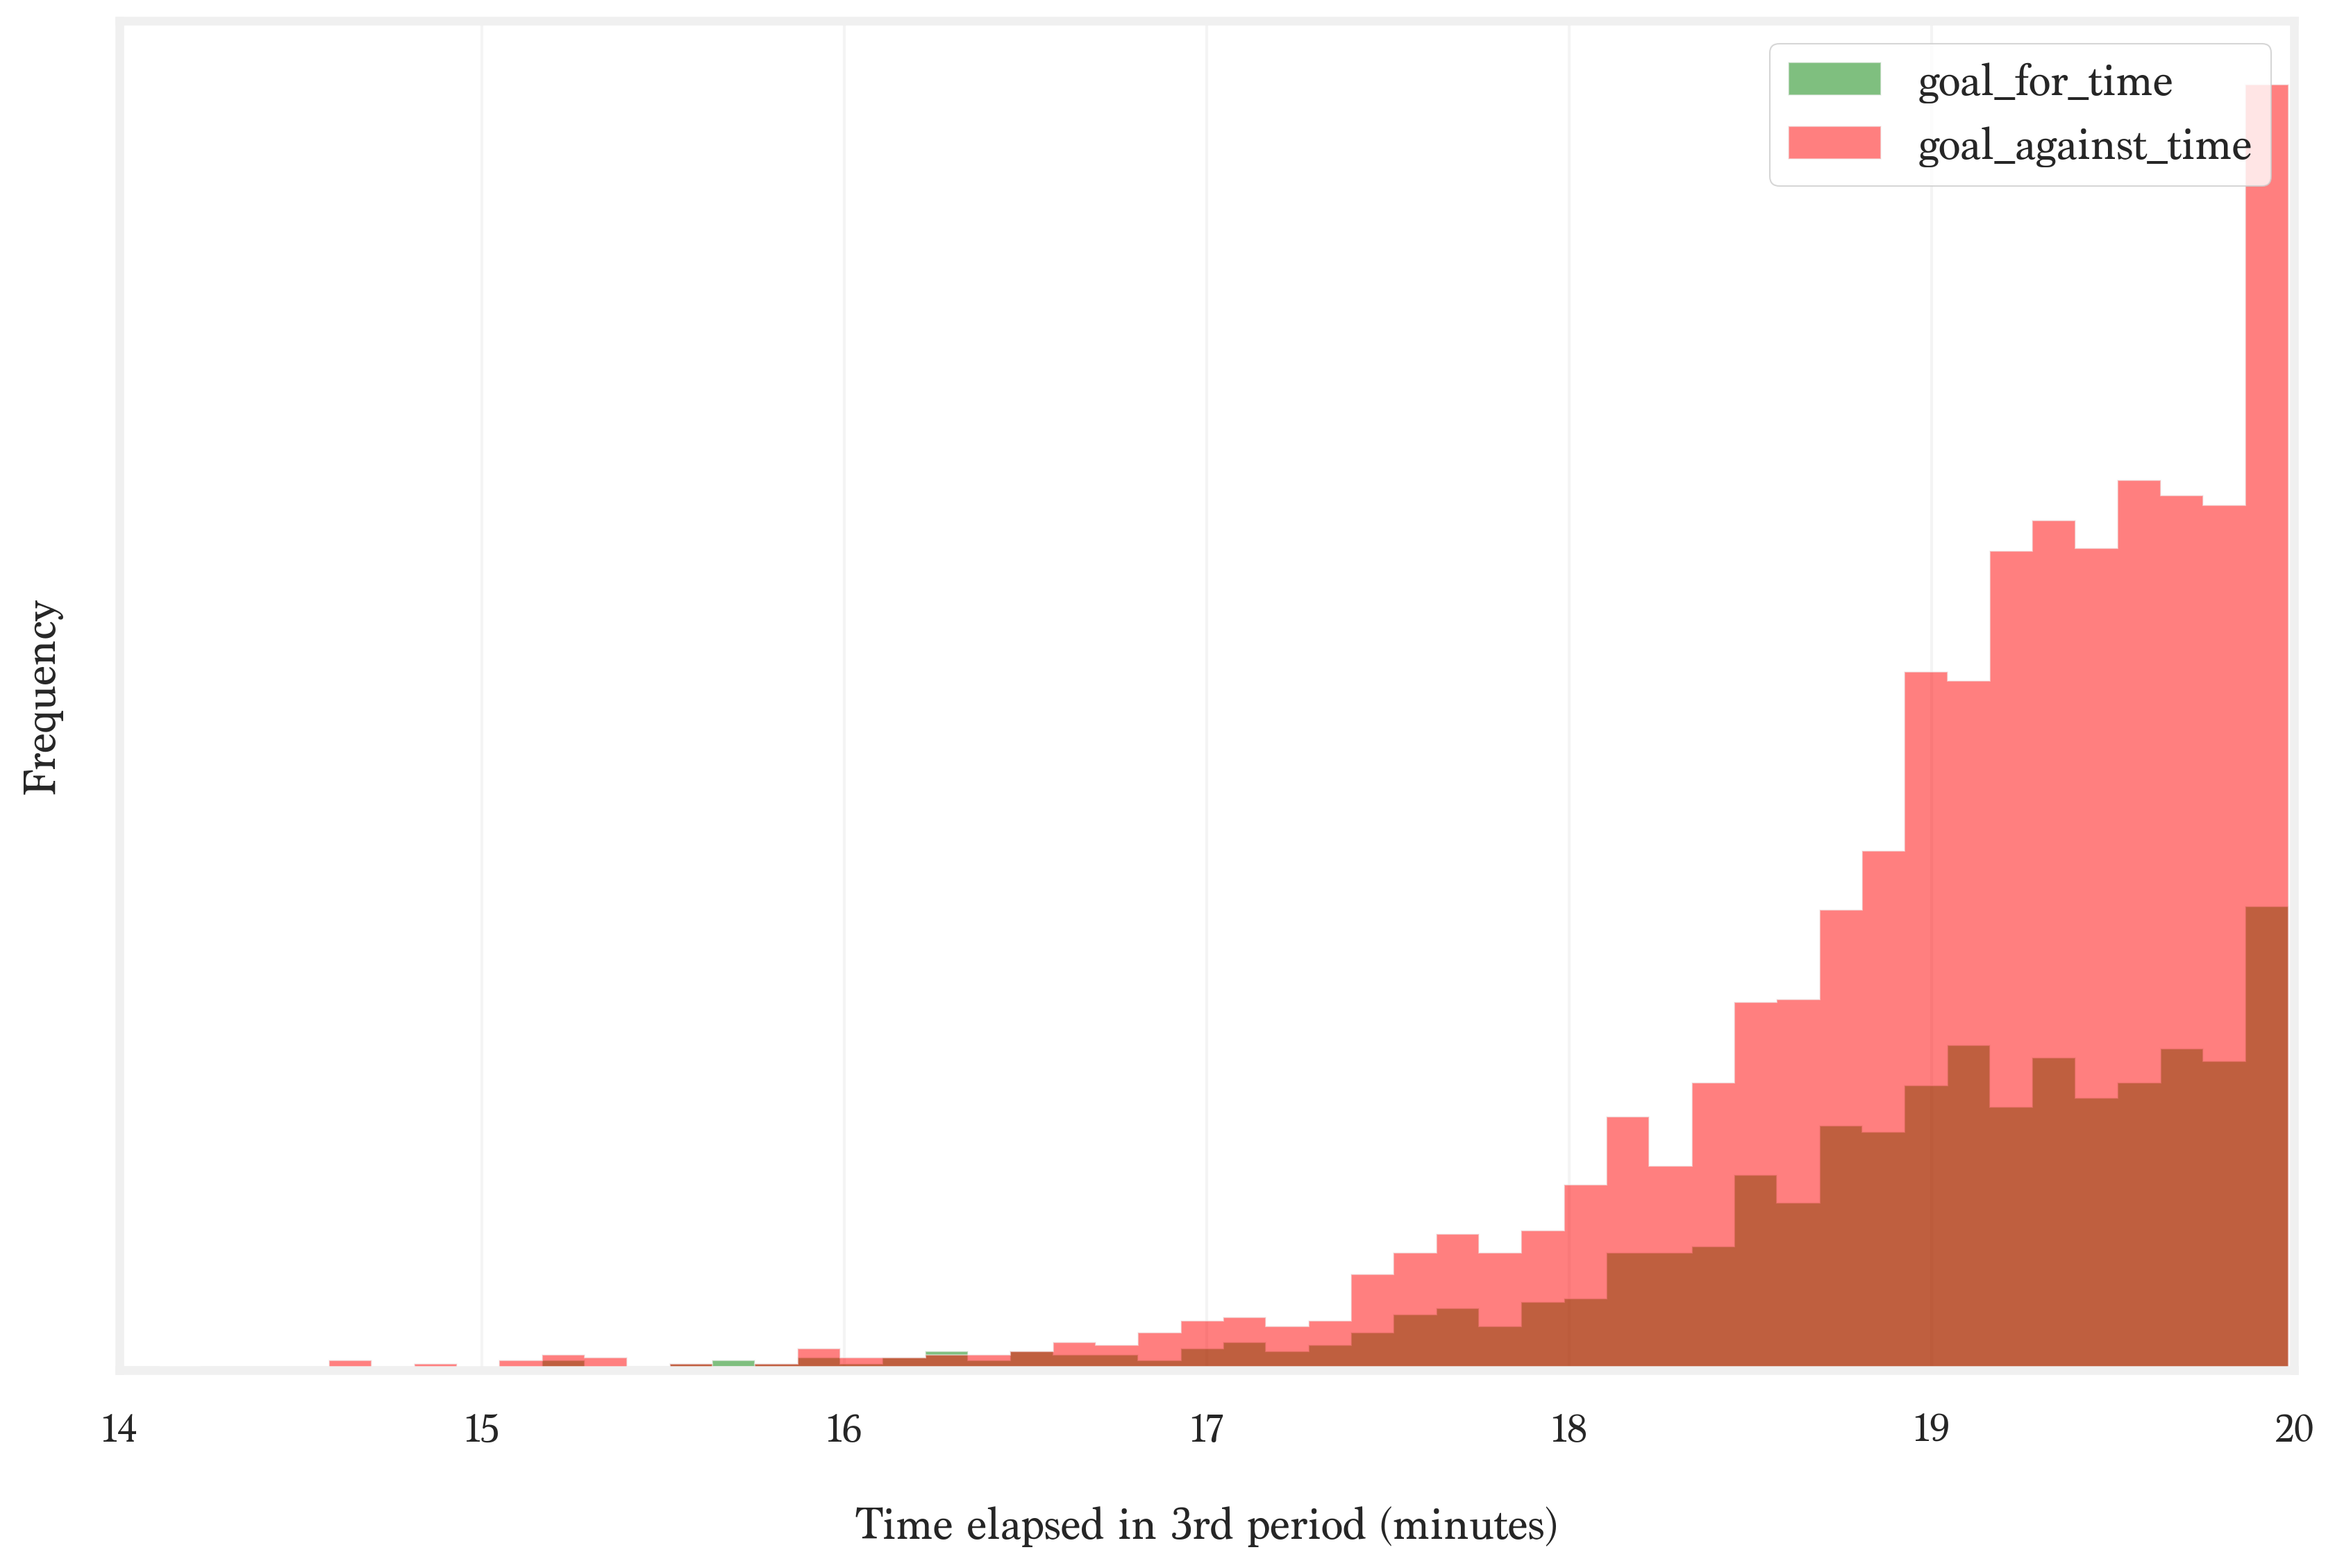 goal_for_time
goal_against_time
Frequency
14 15 16 17 18 19 20
Time elapsed in 3rd period (minutes)